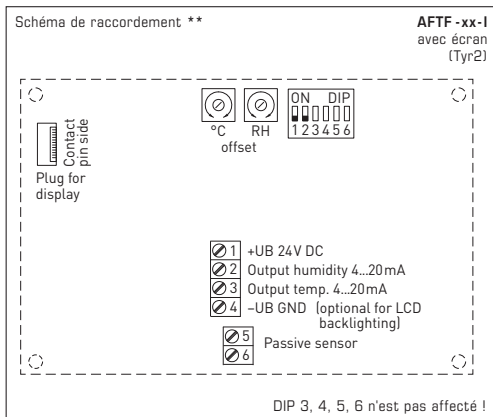 Schéma de raccordement **
AFTF-xx-I
avec écran
(Tyr2)
ON DIP
1 2 3 4 5 6
°C RH
offset
Contact
pin side
Plug for
display
1 +UB 24V DC
2 Output humidity 4...20mA
3 Output temp. 4...20mA
4 –UB GND (optional for LCD
backlighting)
5 Passive sensor
6
DIP 3, 4, 5, 6 n'est pas affecté !